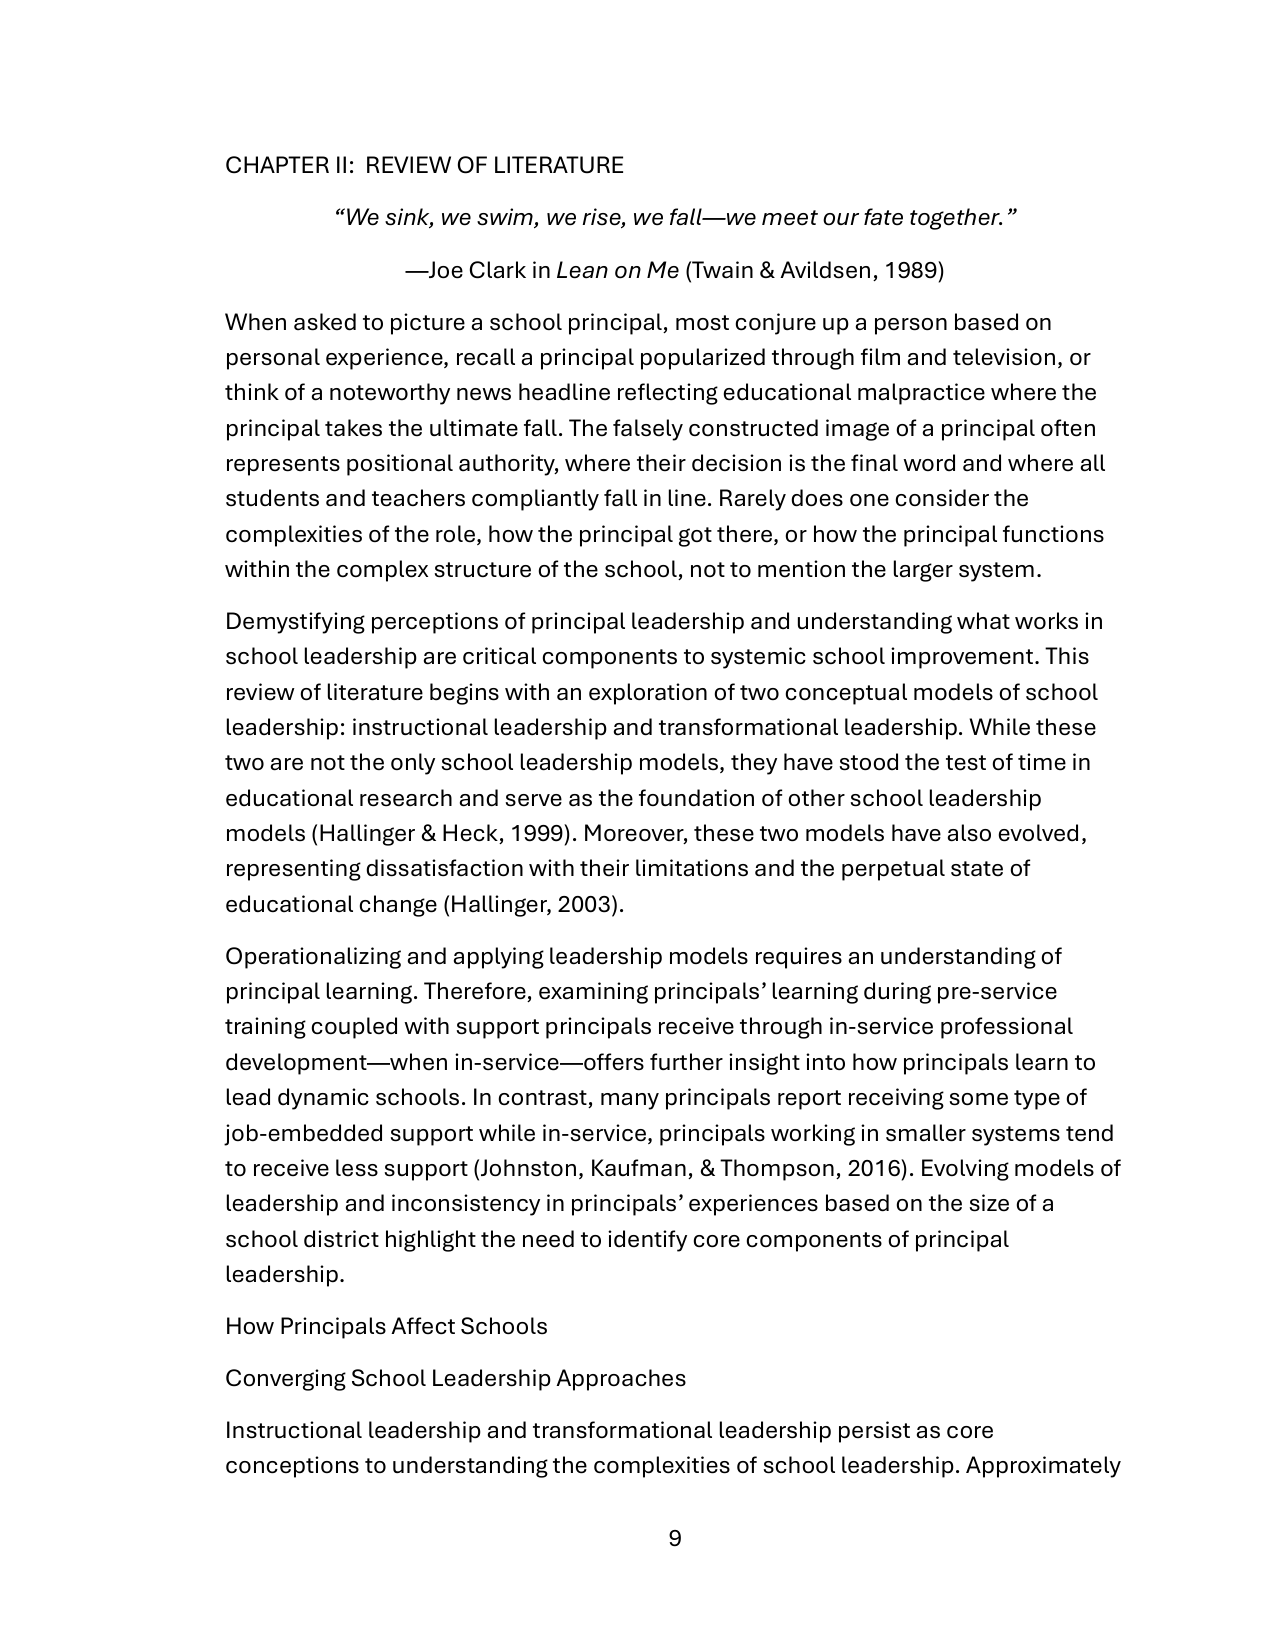 CHAPTER II:  REVIEW OF LITERATURE
“We sink, we swim, we rise, we fall—we meet our fate together.”
—Joe Clark in Lean on Me (Twain & Avildsen, 1989)
When asked to picture a school principal, most conjure up a person based on
personal experience, recall a principal popularized through film and television, or
think of a noteworthy news headline reflecting educational malpractice where the
principal takes the ultimate fall. The falsely constructed image of a principal often
represents positional authority, where their decision is the final word and where all
students and teachers compliantly fall in line. Rarely does one consider the
complexities of the role, how the principal got there, or how the principal functions
within the complex structure of the school, not to mention the larger system.
Demystifying perceptions of principal leadership and understanding what works in
school leadership are critical components to systemic school improvement. This
review of literature begins with an exploration of two conceptual models of school
leadership: instructional leadership and transformational leadership. While these
two are not the only school leadership models, they have stood the test of time in
educational research and serve as the foundation of other school leadership
models (Hallinger & Heck, 1999). Moreover, these two models have also evolved,
representing dissatisfaction with their limitations and the perpetual state of
educational change (Hallinger, 2003).
Operationalizing and applying leadership models requires an understanding of
principal learning. Therefore, examining principals’ learning during pre-service
training coupled with support principals receive through in-service professional
development—when in-service—offers further insight into how principals learn to
lead dynamic schools. In contrast, many principals report receiving some type of
job-embedded support while in-service, principals working in smaller systems tend
to receive less support (Johnston, Kaufman, & Thompson, 2016). Evolving models of
leadership and inconsistency in principals’ experiences based on the size of a
school district highlight the need to identify core components of principal
leadership.
How Principals Affect Schools
Converging School Leadership Approaches
Instructional leadership and transformational leadership persist as core
conceptions to understanding the complexities of school leadership. Approximately
9